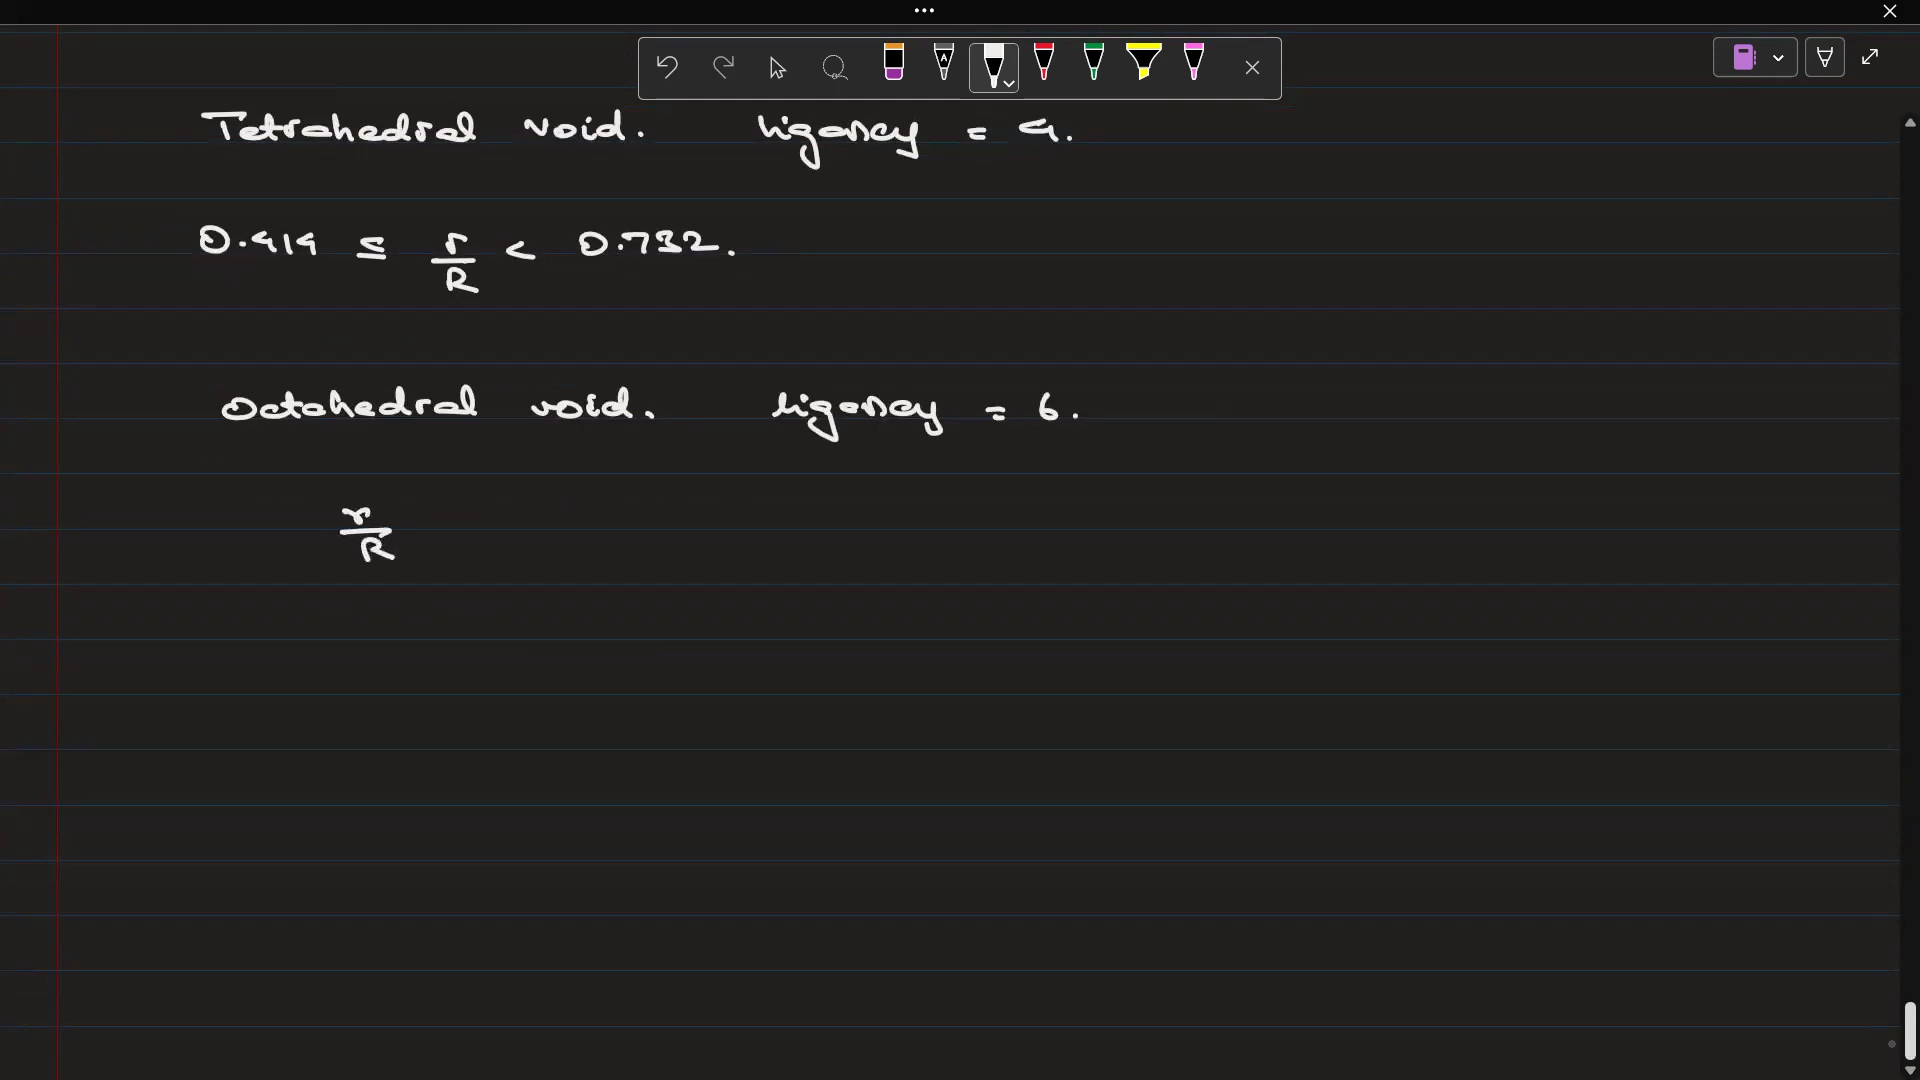 Tetrahedral void. ligancy = 4.
0.414 ≤ r/R < 0.732.
Octahedral void. ligancy = 6.
r/R